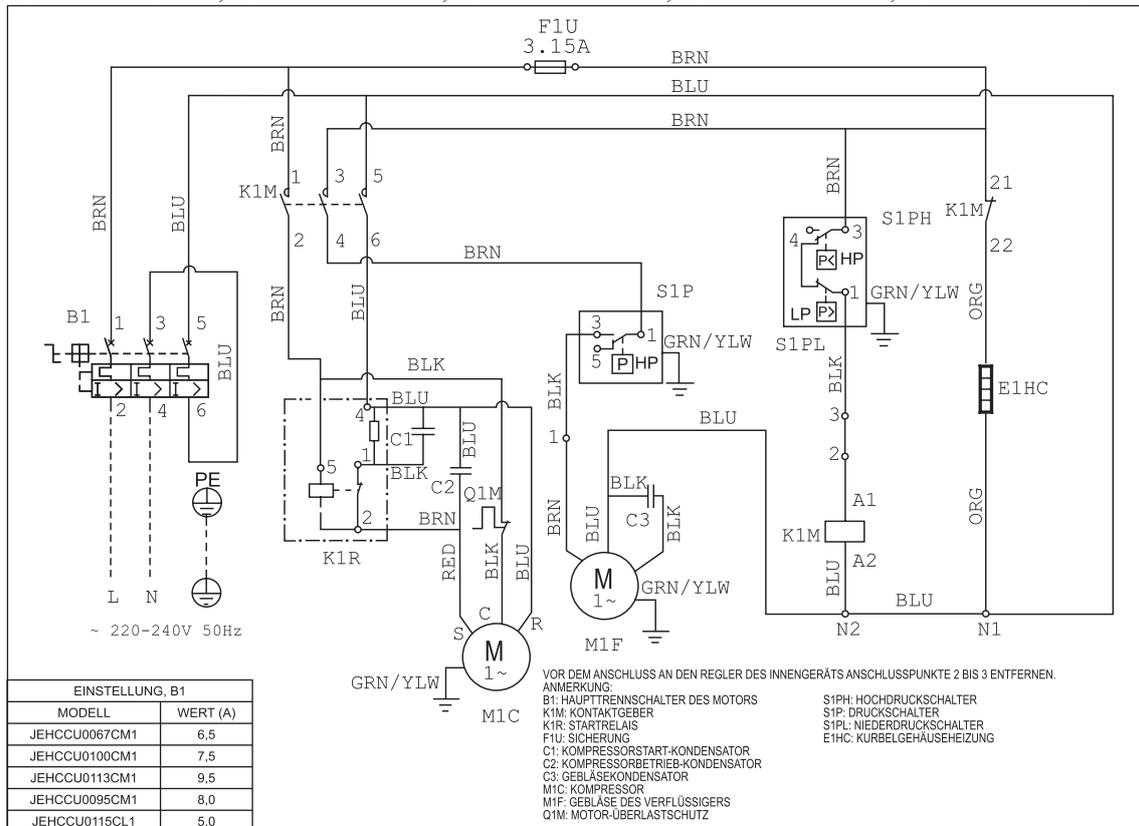 F1U
3.15A
BRN
BLU
BRN
BRN
BRN
BLU
BRN
K1M
1
3
5
2
4
6
BRN
BRN
BLU
S1PH
4
3
P< HP
LP P>
1
S1PL
GRN/YLW
21
K1M
22
ORG
B1
1
3
5
BLU
2
4
6
S1P
3
1
5
P HP
GRN/YLW
BLK
BLU
BLK
1
BLK
3
2
BLU
E1HC
4
C1
BLU
5
1
BLK
C2
Q1M
2
BRN
K1R
RED
BLK
BLU
PE
L
N
~ 220-240V 50Hz
BRN
BLU
BLK
C3
BLK
M
1~
GRN/YLW
M1F
A1
K1M
A2
BLU
ORG
BLU
N2
N1
S
C
R
M
1~
GRN/YLW
M1C
EINSTELLUNG, B1
MODELL WERT (A)
JEHCCU0067CM1 6,5
JEHCCU0100CM1 7,5
JEHCCU0113CM1 9,5
JEHCCU0095CM1 8,0
JEHCCU0115CL1 5,0
VOR DEM ANSCHLUSS AN DEN REGLER DES INNENGERÄTS ANSCHLUSSPUNKTE 2 BIS 3 ENTFERNEN.
ANMERKUNG:
B1: HAUPTTRENNSCHALTER DES MOTORS
K1M: KONTAKTGEBER
K1R: STARTRELAIS
F1U: SICHERUNG
C1: KOMPRESSORSTART-KONDENSATOR
C2: KOMPRESSORBETRIEB-KONDENSATOR
C3: GEBLÄSEKONDENSATOR
M1C: KOMPRESSOR
M1F: GEBLÄSE DES VERFLÜSSIGERS
Q1M: MOTOR-ÜBERLASTSCHUTZ
S1PH: HOCHDRUCKSCHALTER
S1P: DRUCKSCHALTER
S1PL: NIEDERDRUCKSCHALTER
E1HC: KURBELGEHÄUSEHEIZUNG